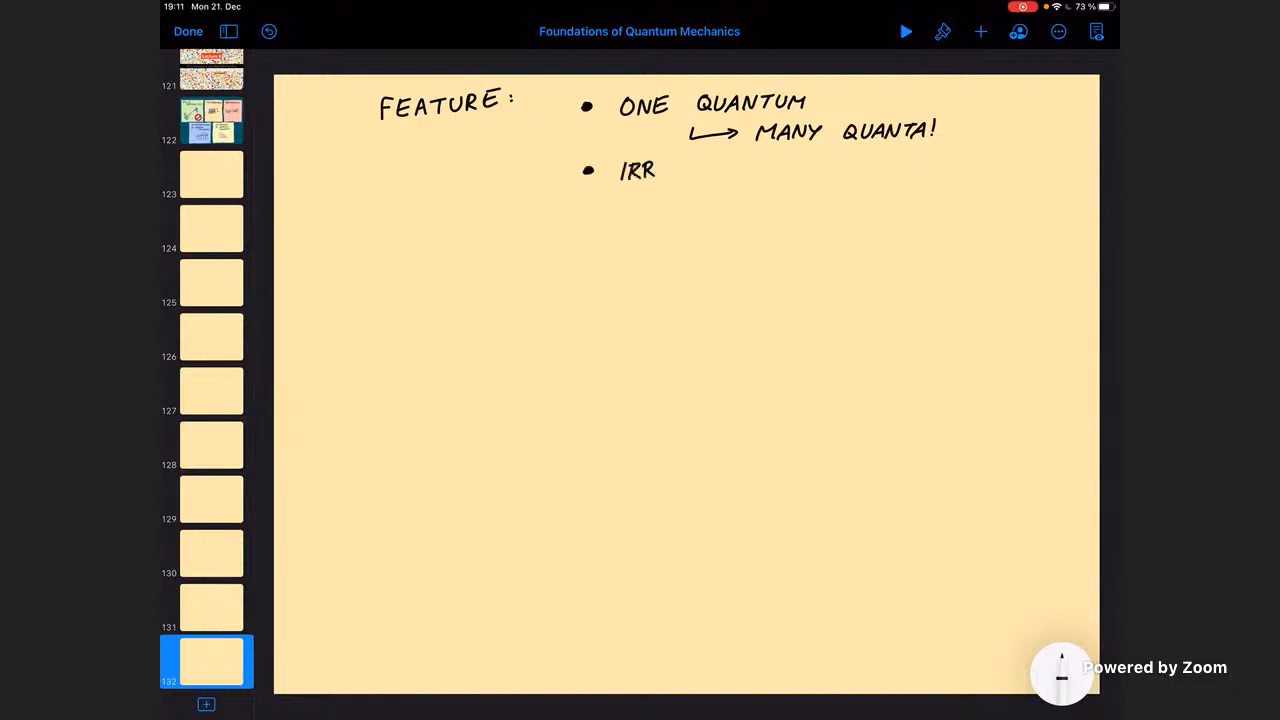 19:11 Mon 21. Dec
73 %
Done
Foundations of Quantum Mechanics
121
122
123
124
125
126
127
128
129
130
131
132
FEATURE: • ONE QUANTUM
↳ MANY QUANTA!
• IRR
Powered by Zoom